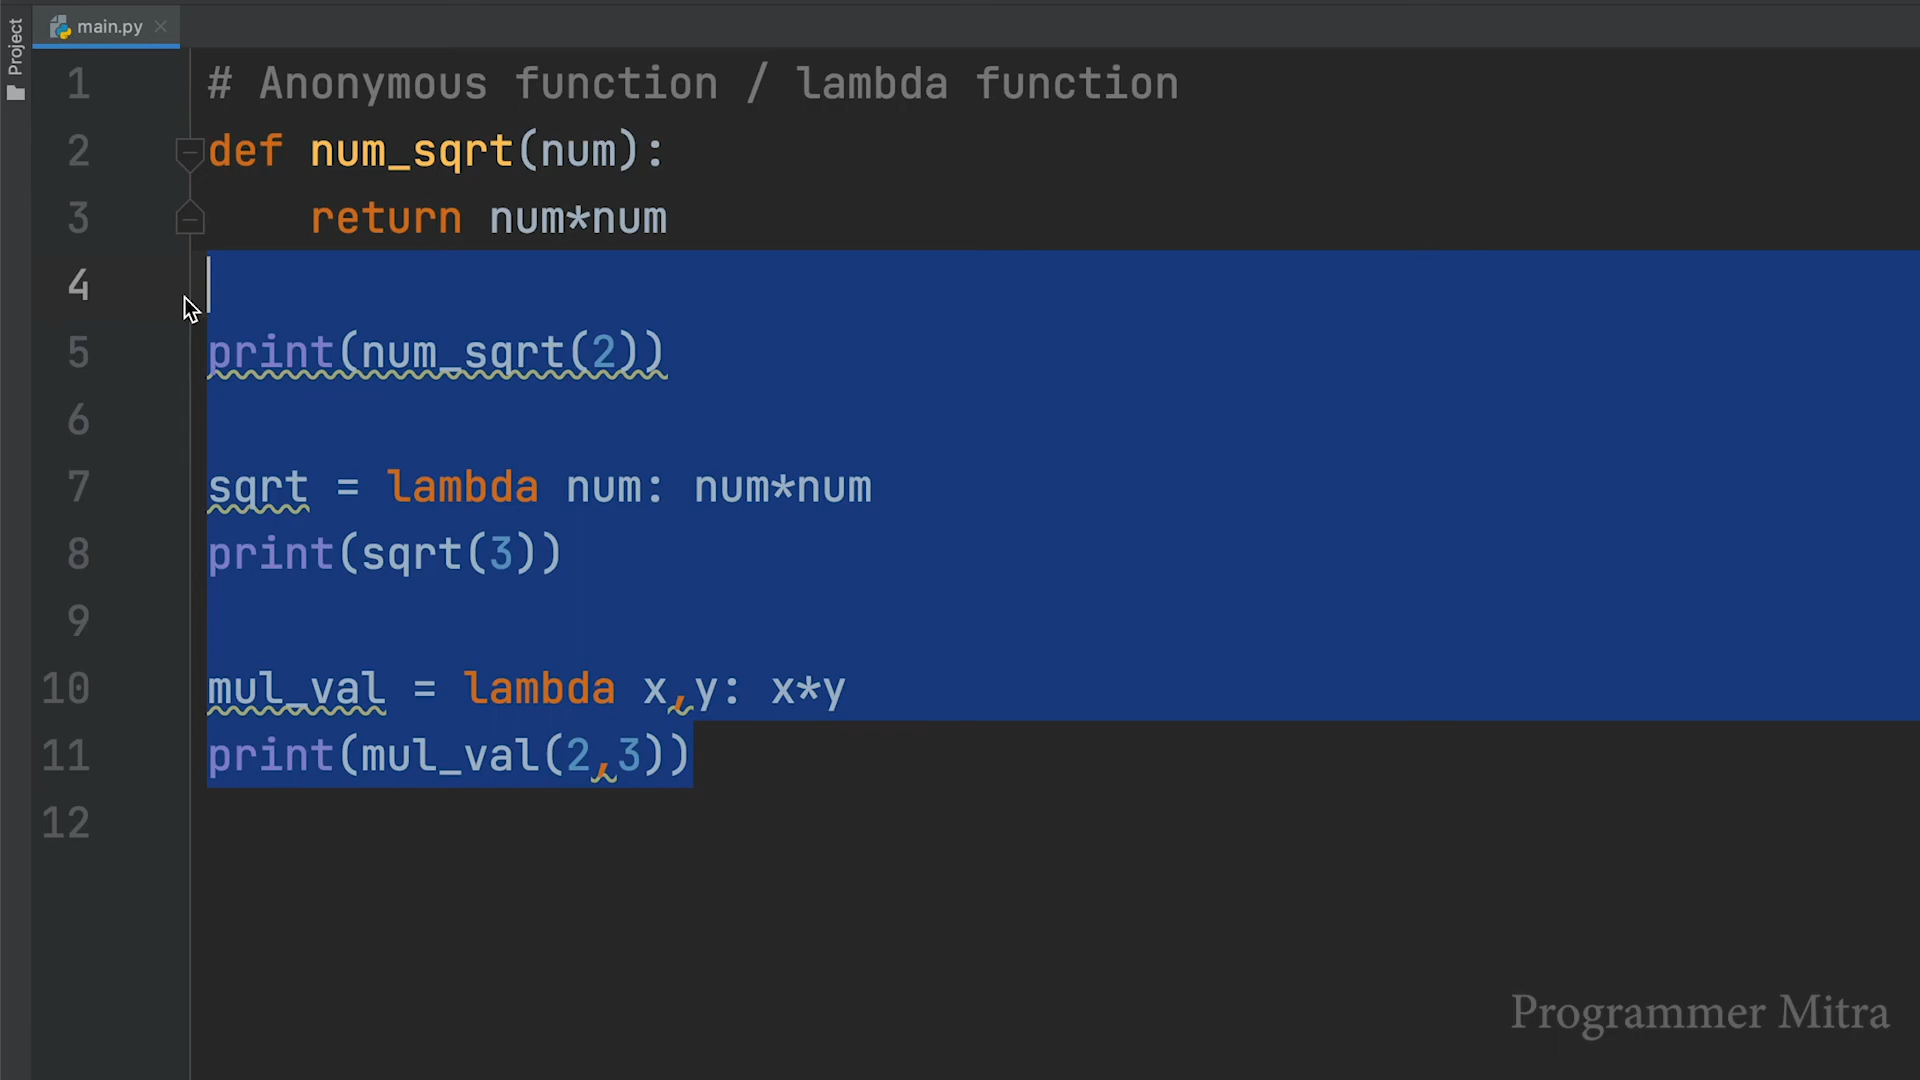 Project
main.py
1 # Anonymous function / lambda function
2 def num_sqrt(num):
3     return num*num
4
5 print(num_sqrt(2))
6
7 sqrt = lambda num: num*num
8 print(sqrt(3))
9
10 mul_val = lambda x,y: x*y
11 print(mul_val(2,3))
12
Programmer Mitra